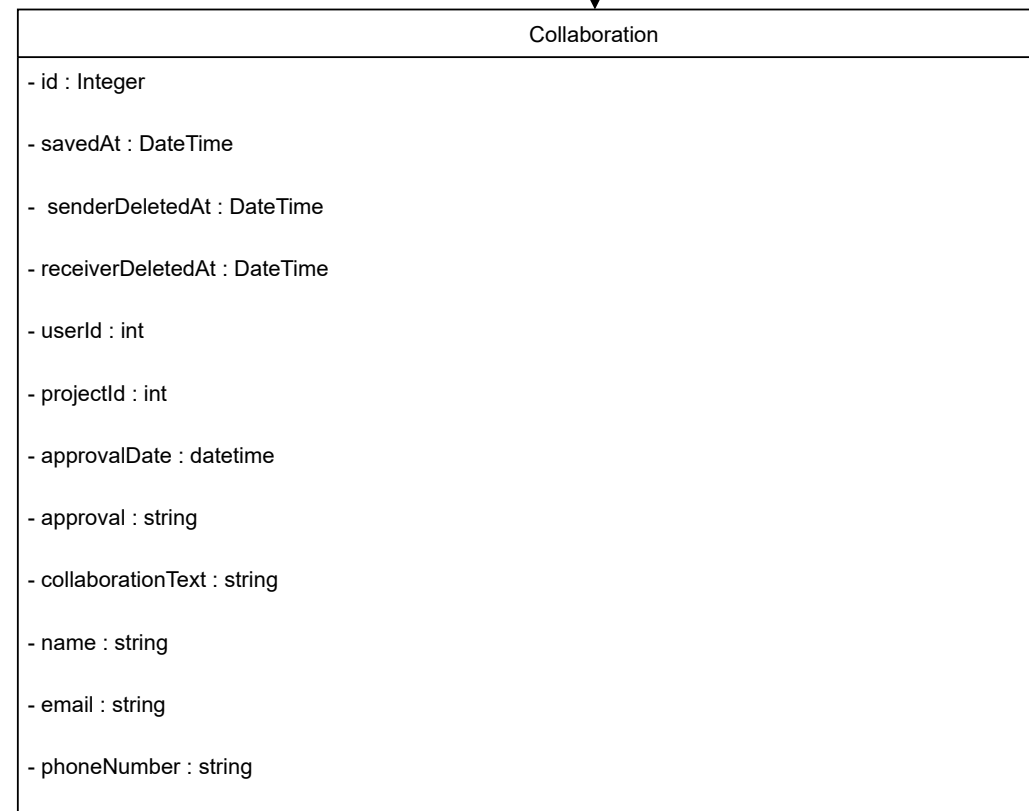 Collaboration
- id : Integer
- savedAt : DateTime
-  senderDeletedAt : DateTime
- receiverDeletedAt : DateTime
- userId : int
- projectId : int
- approvalDate : datetime
- approval : string
- collaborationText : string
- name : string
- email : string
- phoneNumber : string